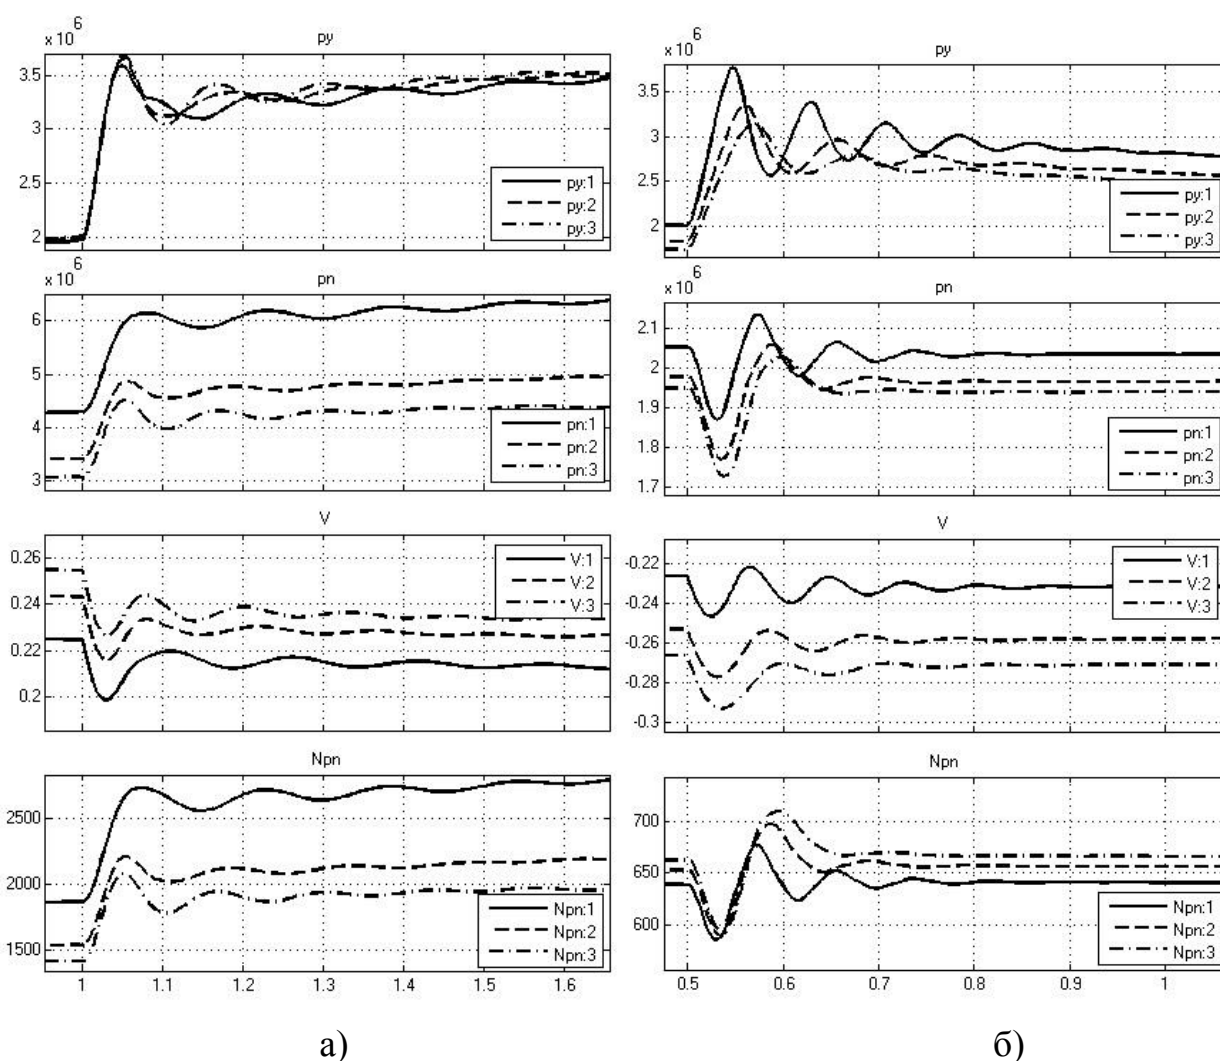 x 10 6
py
3.5
3
2.5
2
py:1
py:2
py:3
x 10 6
pn
6
5
4
3
pn:1
pn:2
pn:3
V
0.26
0.24
0.22
0.2
V:1
V:2
V:3
Npn
2500
2000
1500
Npn:1
Npn:2
Npn:3
1 1.1 1.2 1.3 1.4 1.5 1.6
а)
x 10 6
py
3.5
3
2.5
2
py:1
py:2
py:3
x 10 6
pn
2.1
2
1.9
1.8
1.7
pn:1
pn:2
pn:3
V
-0.22
-0.24
-0.26
-0.28
-0.3
V:1
V:2
V:3
Npn
700
650
600
Npn:1
Npn:2
Npn:3
0.5 0.6 0.7 0.8 0.9 1
б)